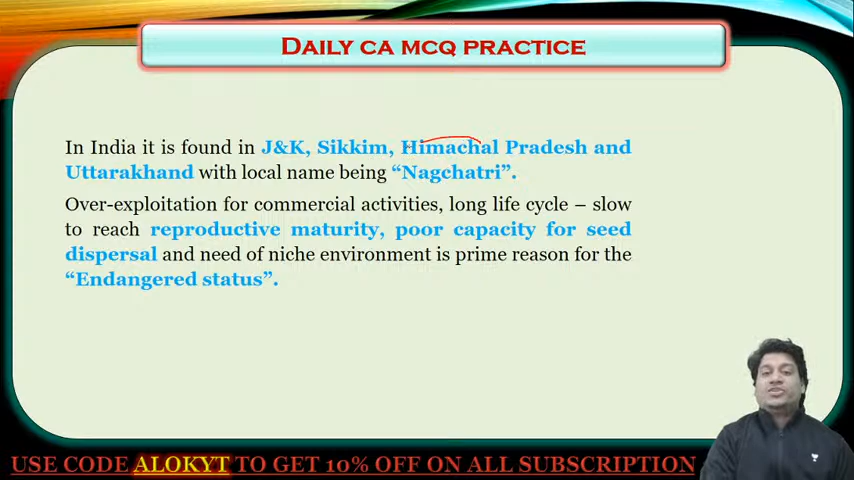 DAILY CA MCQ PRACTICE
In India it is found in J&K, Sikkim, Himachal Pradesh and
Uttarakhand with local name being “Nagchatri”.
Over-exploitation for commercial activities, long life cycle – slow
to reach reproductive maturity, poor capacity for seed
dispersal and need of niche environment is prime reason for the
“Endangered status”.
USE CODE ALOKYT TO GET 10% OFF ON ALL SUBSCRIPTION